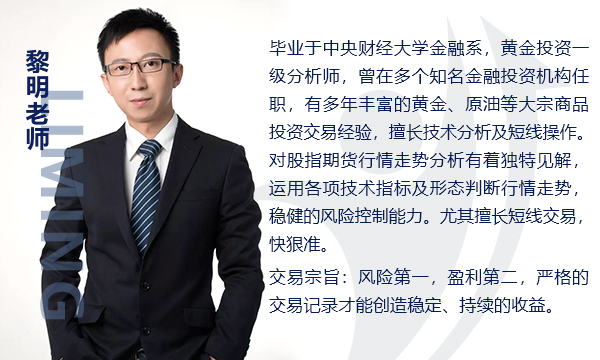 黎明老师
LIMING
毕业于中央财经大学金融系，黄金投资一
级分析师，曾在多个知名金融投资机构任
职，有多年丰富的黄金、原油等大宗商品
投资交易经验，擅长技术分析及短线操作。
对股指期货行情走势分析有着独特见解，
运用各项技术指标及形态判断行情走势，
稳健的风险控制能力。尤其擅长短线交易，
快狠准。
交易宗旨：风险第一，盈利第二，严格的
交易记录才能创造稳定、持续的收益。